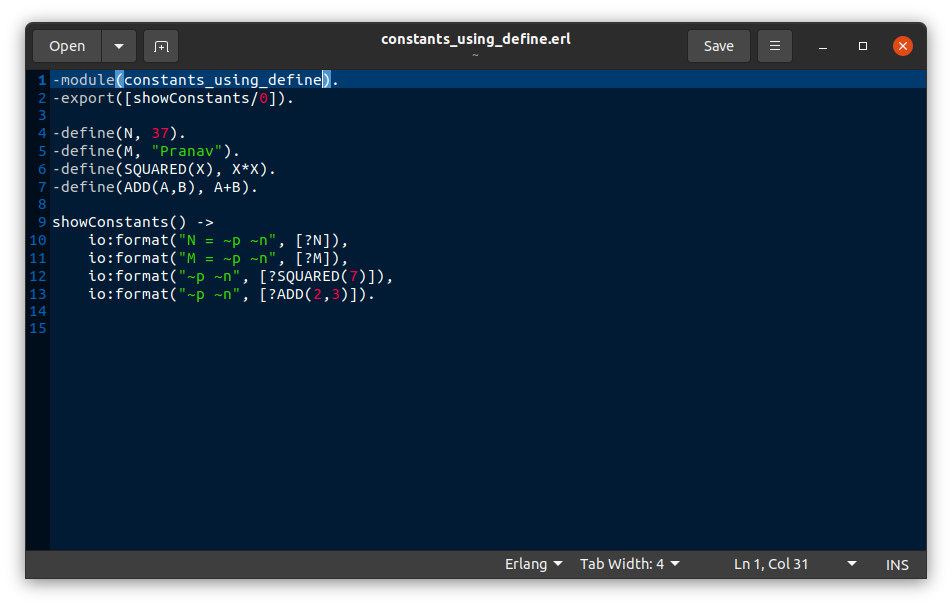 Open
constants_using_define.erl
~
Save
1 -module(constants_using_define).
2 -export([showConstants/0]).
3
4 -define(N, 37).
5 -define(M, "Pranav").
6 -define(SQUARED(X), X*X).
7 -define(ADD(A,B), A+B).
8
9 showConstants() ->
10     io:format("N = ~p ~n", [?N]),
11     io:format("M = ~p ~n", [?M]),
12     io:format("~p ~n", [?SQUARED(7)]),
13     io:format("~p ~n", [?ADD(2,3)]).
14
15
Erlang Tab Width: 4 Ln 1, Col 31 INS